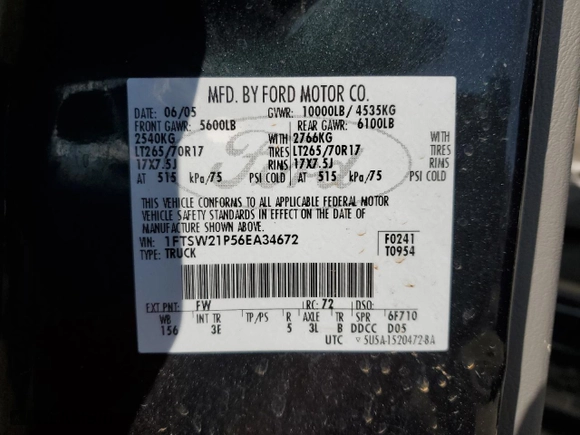 MFD. BY FORD MOTOR CO.
DATE: 06/05 GVWR: 10000LB/ 4535KG
FRONT GAWR: 5600LB REAR GAWR: 6100LB
2540KG WITH 2766KG WITH
LT265/70R17 TIRES LT265/70R17 TIRES
17X7.5J RIMS 17X7.5J RIMS
AT 515 kPa/75 PSI COLD AT 515 kPa/75 PSI COLD
Ford
THIS VEHICLE CONFORMS TO ALL APPLICABLE FEDERAL MOTOR
VEHICLE SAFETY STANDARDS IN EFFECT ON THE DATE OF
MANUFACTURE SHOWN ABOVE.
VIN: 1FTSW21P56EA34672 F0241
TYPE: TRUCK T0954
EXT PNT: FW RC: 72 DSO:
WB INT TR TP/PS R AXLE TR SPR 6F710
156 3E 5 3L B DDCC D05
UTC 5U5A-1520472-BA